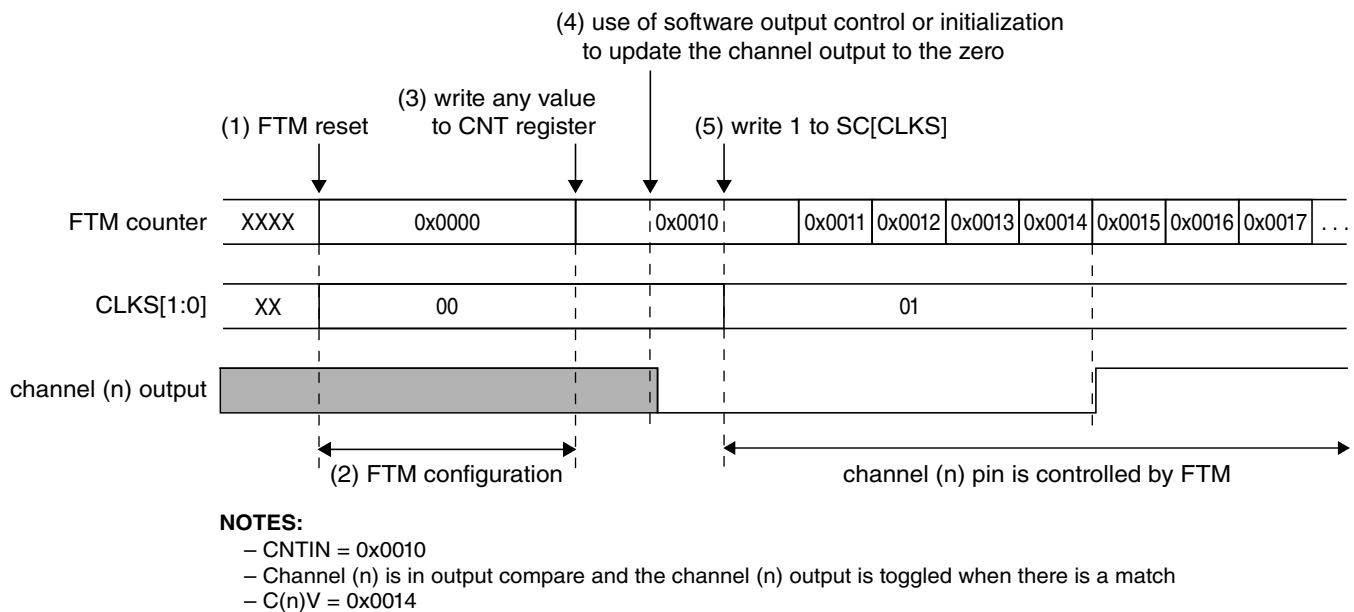 (4) use of software output control or initialization
to update the channel output to the zero
(3) write any value
to CNT register
(1) FTM reset
(5) write 1 to SC[CLKS]
FTM counter XXXX 0x0000 0x0010 0x0011 0x0012 0x0013 0x0014 0x0015 0x0016 0x0017 . . .
CLKS[1:0] XX 00 01
channel (n) output
(2) FTM configuration
channel (n) pin is controlled by FTM
NOTES:
– CNTIN = 0x0010
– Channel (n) is in output compare and the channel (n) output is toggled when there is a match
– C(n)V = 0x0014